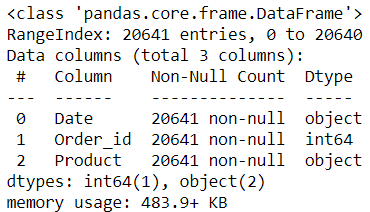 <class 'pandas.core.frame.DataFrame'>
RangeIndex: 20641 entries, 0 to 20640
Data columns (total 3 columns):
 #   Column    Non-Null Count  Dtype
---  ------    --------------  -----
 0   Date      20641 non-null  object
 1   Order_id  20641 non-null  int64
 2   Product   20641 non-null  object
dtypes: int64(1), object(2)
memory usage: 483.9+ KB